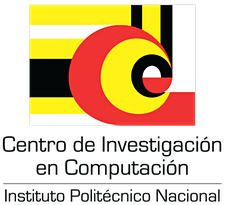 Centro de Investigación
en Computación
Instituto Politécnico Nacional